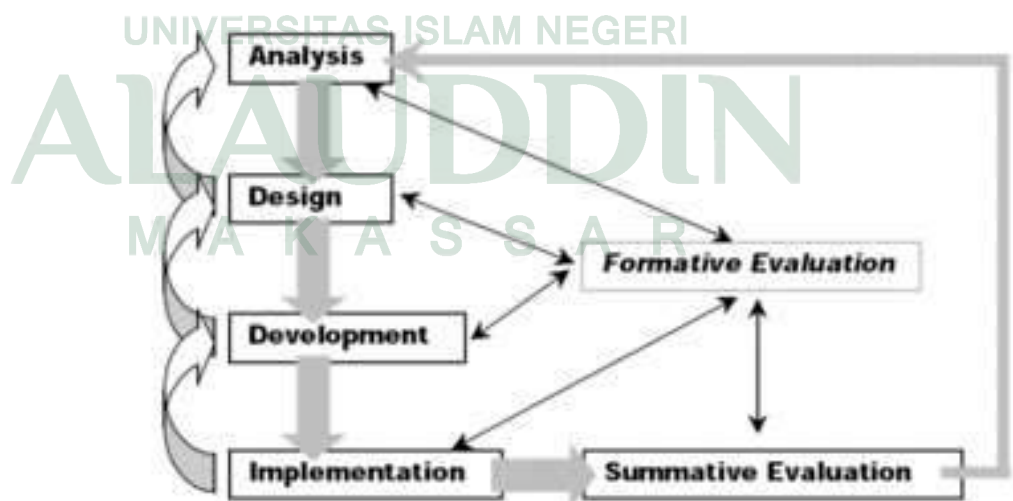 UNIVERSITAS ISLAM NEGERI
Analysis
ALAUDDIN
Design
MAKASSAR
Formative Evaluation
Development
Implementation
Summative Evaluation